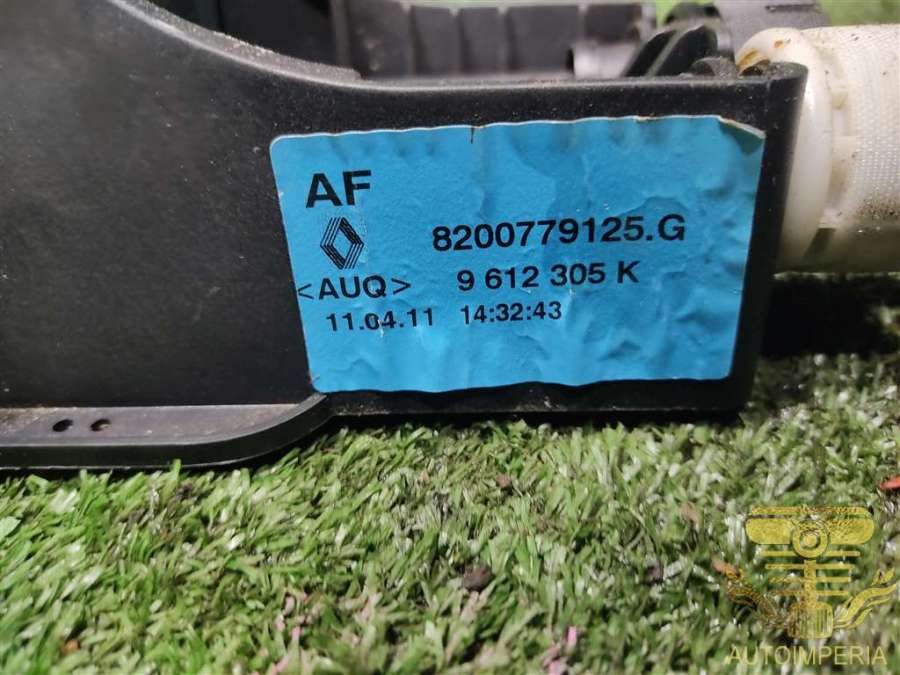 AF
8200779125.G
<AUQ> 9 612 305 K
11.04.11 14:32:43
AUTOIMPERIA